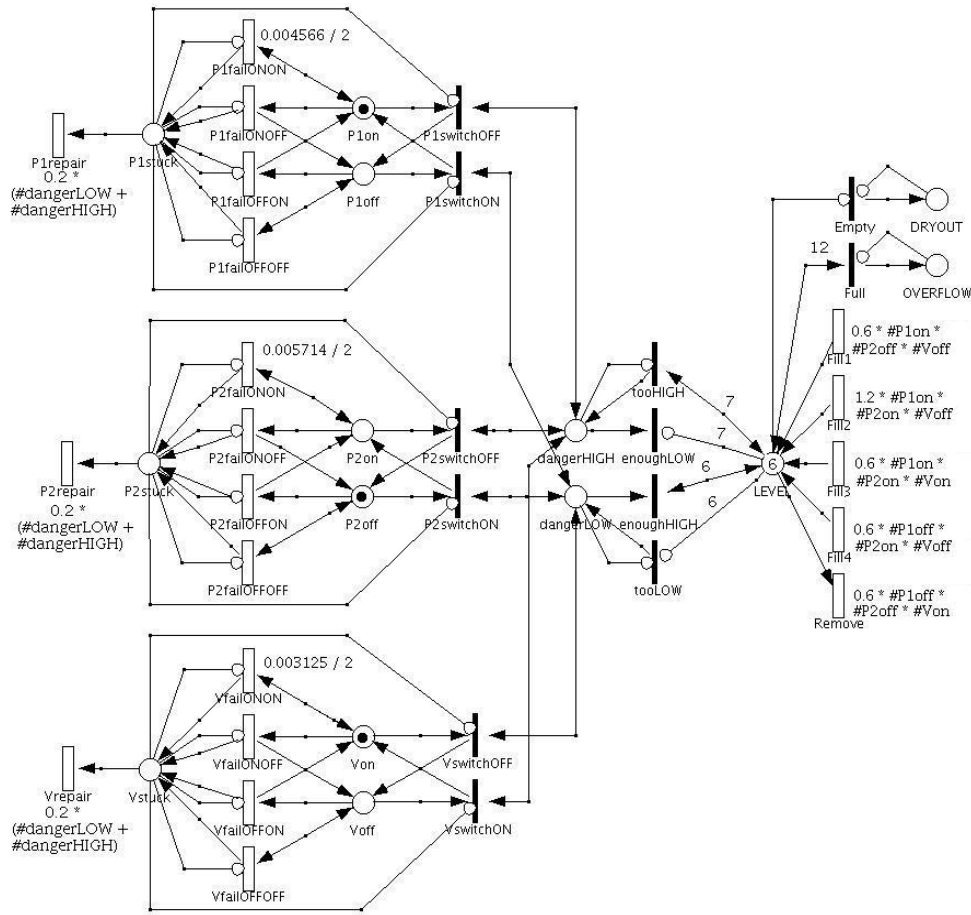 0.004566 / 2
P1failONON
P1failONOFF
P1on
P1switchOFF
P1repair
0.2 *
(#dangerLOW +
#dangerHIGH)
P1stuck
P1failOFFON
P1off
P1switchON
P1failOFFOFF
Empty
DRYOUT
12
Full
OVERFLOW
0.6 * #P1on *
#P2off * #Voff
Fill1
1.2 * #P1on *
#P2on * #Voff
Fill2
0.6 * #P1on *
#P2on * #Von
Fill3
0.6 * #P1off *
#P2on * #Voff
Fill4
0.6 * #P1off *
#P2off * #Von
Remove
0.005714 / 2
P2failONON
P2failONOFF
P2on
P2switchOFF
P2repair
0.2 *
(#dangerLOW +
#dangerHIGH)
P2stuck
P2failOFFON
P2off
P2switchON
P2failOFFOFF
tooHIGH
7
7
dangerHIGH
enoughLOW
6
LEVEL
6
6
dangerLOW
enoughHIGH
tooLOW
0.003125 / 2
VfailONON
VfailONOFF
Von
VswitchOFF
Vrepair
0.2 *
(#dangerLOW +
#dangerHIGH)
Vstuck
VfailOFFON
Voff
VswitchON
VfailOFFOFF